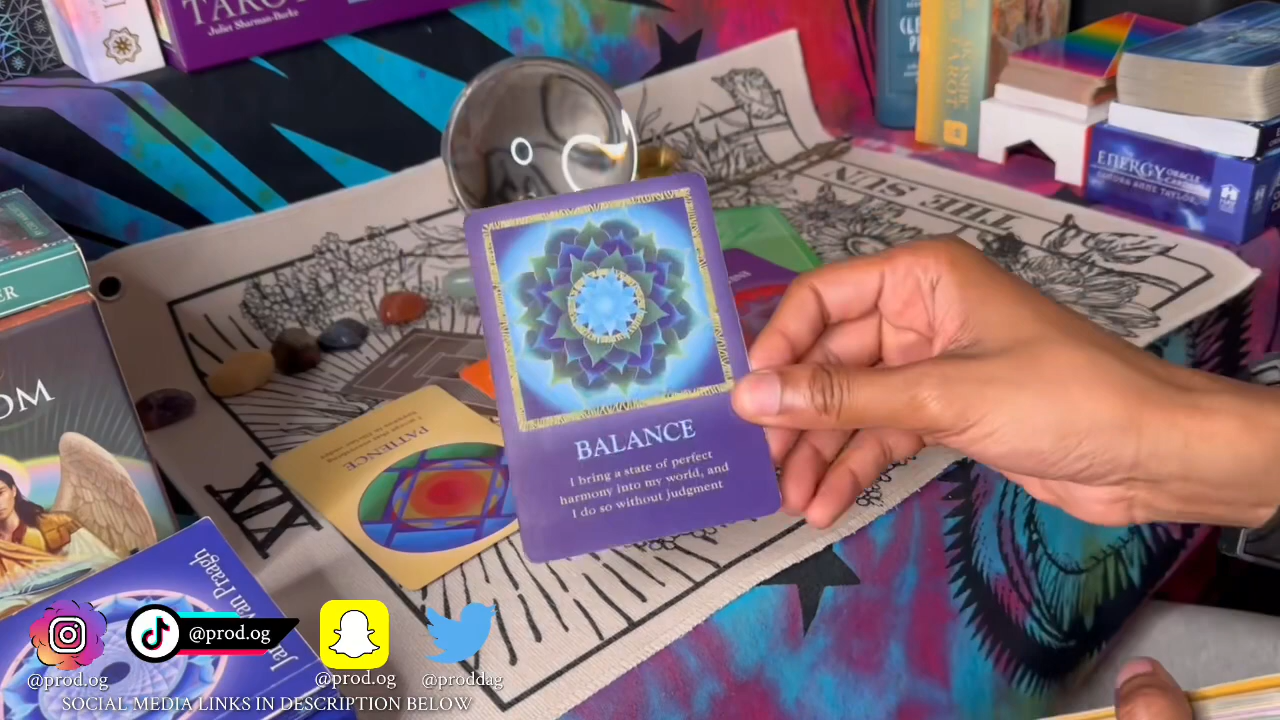 TAROT
Juliet Sharman-Burke
ENERGY
ORACLE
CARDS
SANDRA ANNE TAYLOR
THE SUN
BALANCE
I bring a state of perfect
harmony into my world, and
I do so without judgment
PATIENCE
XIX
van Praagh
@prod.og
@prod.og
@prod.og
@proddag
SOCIAL MEDIA LINKS IN DESCRIPTION BELOW